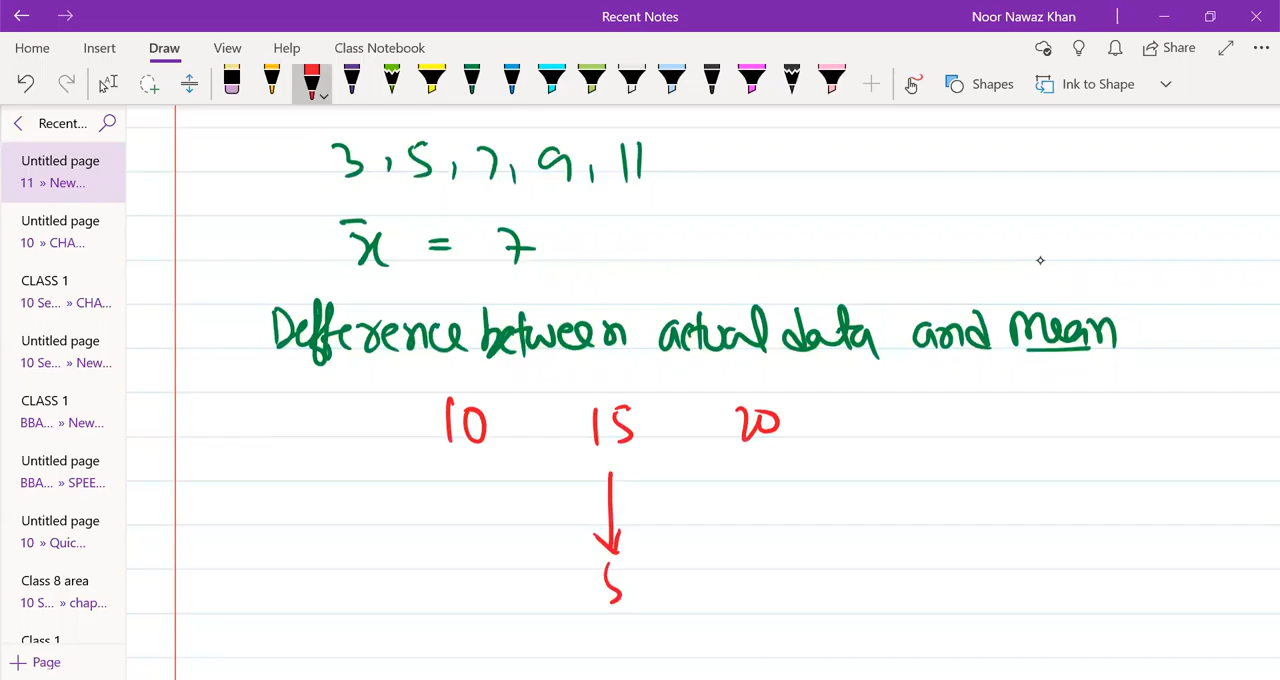 Recent Notes
Noor Nawaz Khan
Home Insert Draw View Help Class Notebook
Share
Shapes
Ink to Shape
Recent...
Untitled page
11 » New...
Untitled page
10 » CHA...
CLASS 1
10 Se... » CHA...
Untitled page
10 Se... » New...
CLASS 1
BBA... » New...
Untitled page
BBA... » SPEE...
Untitled page
10 » Quic...
Class 8 area
10 S... » chap...
Class 1
Page
3, 5, 7, 9, 11
x̄ = 7
Defference between actual data and mean
10 15 20